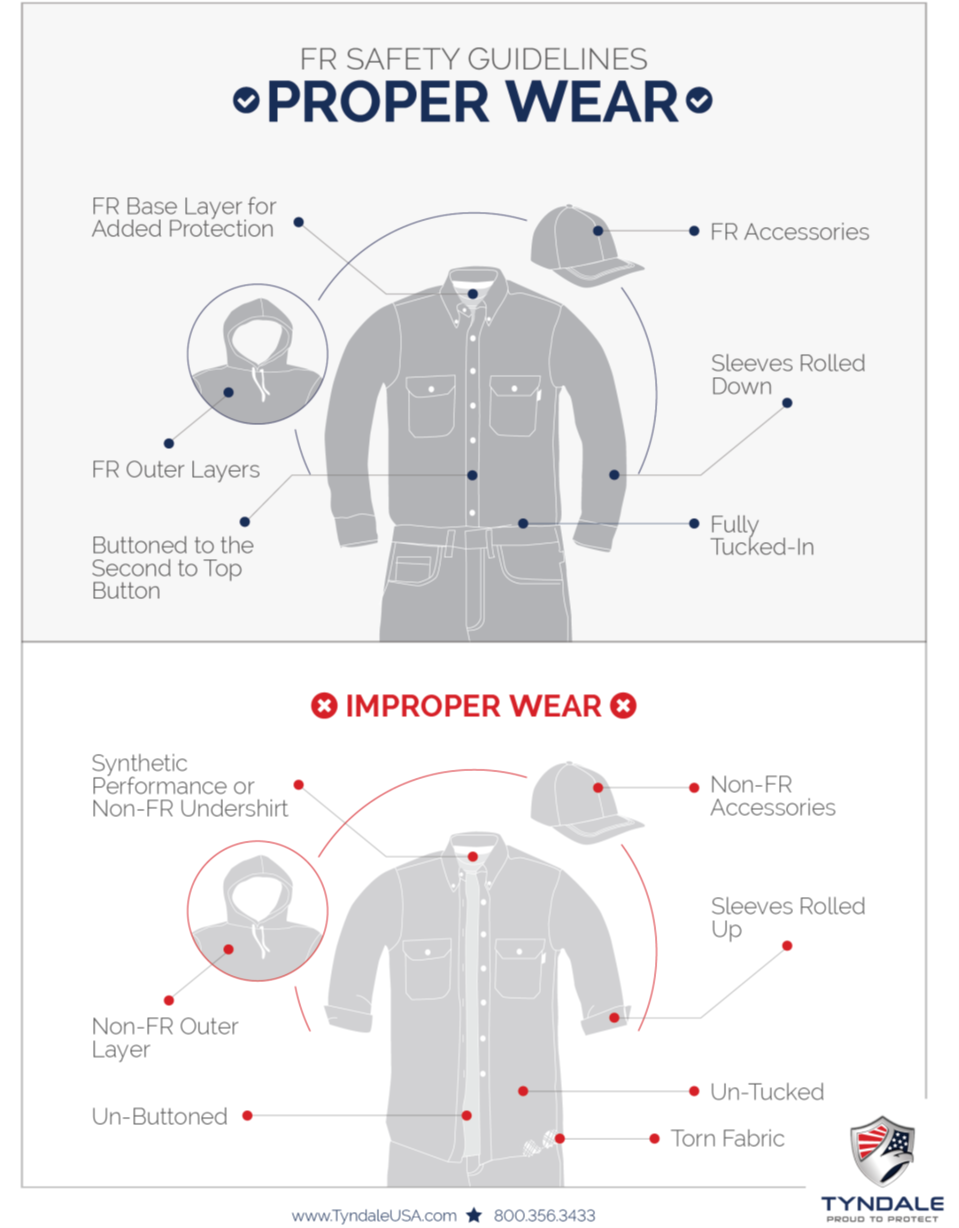 FR SAFETY GUIDELINES
PROPER WEAR
FR Base Layer for
Added Protection
FR Accessories
Sleeves Rolled
Down
FR Outer Layers
Fully
Tucked-In
Buttoned to the
Second to Top
Button
IMPROPER WEAR
Synthetic
Performance or
Non-FR Undershirt
Non-FR
Accessories
Sleeves Rolled
Up
Non-FR Outer
Layer
Un-Tucked
Un-Buttoned
Torn Fabric
TYNDALE
PROUD TO PROTECT
www.TyndaleUSA.com ★ 800.356.3433